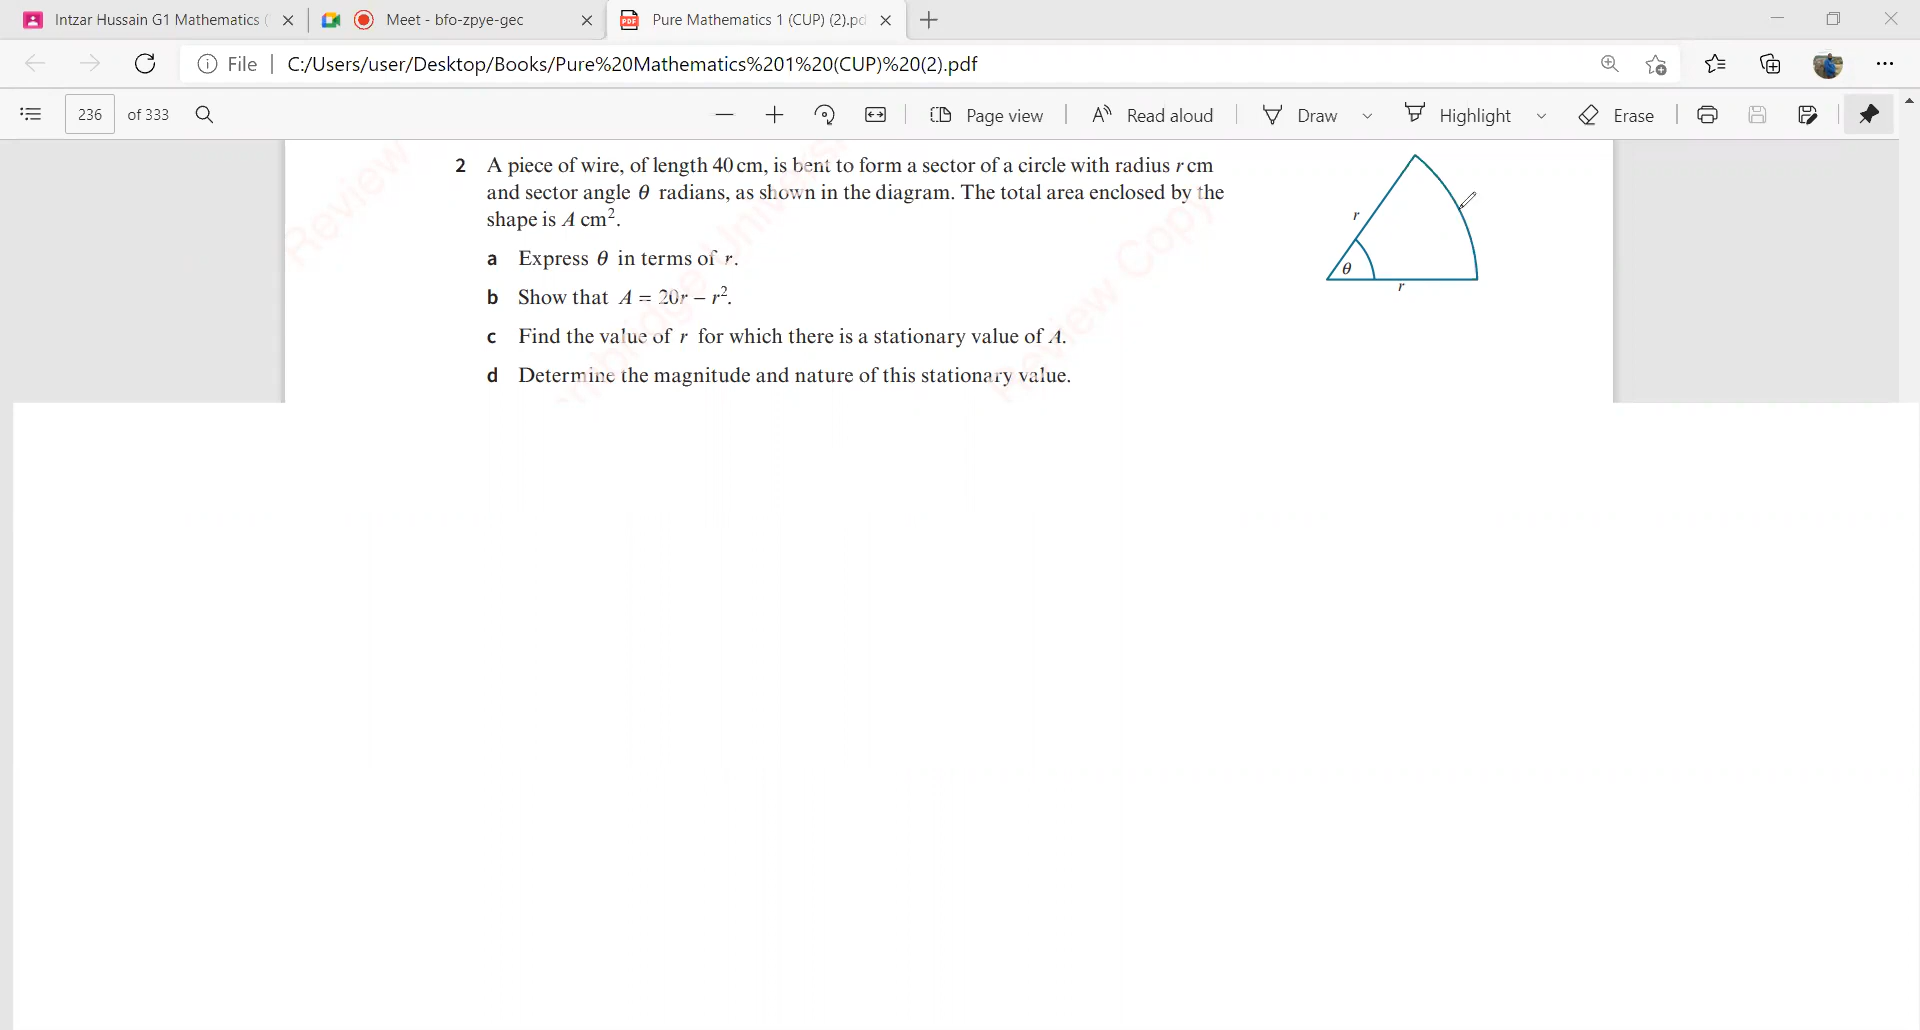 Intzar Hussain G1 Mathematics (
Meet - bfo-zpye-gec
Pure Mathematics 1 (CUP) (2).pd
File
C:/Users/user/Desktop/Books/Pure%20Mathematics%201%20(CUP)%20(2).pdf
236 of 333
Page view
Read aloud
Draw
Highlight
Erase
2 A piece of wire, of length 40 cm, is bent to form a sector of a circle with radius r cm
and sector angle θ radians, as shown in the diagram. The total area enclosed by the
shape is A cm².
a Express θ in terms of r.
b Show that A = 20r – r².
c Find the value of r for which there is a stationary value of A.
d Determine the magnitude and nature of this stationary value.
r
θ
r
Review
Review Copy